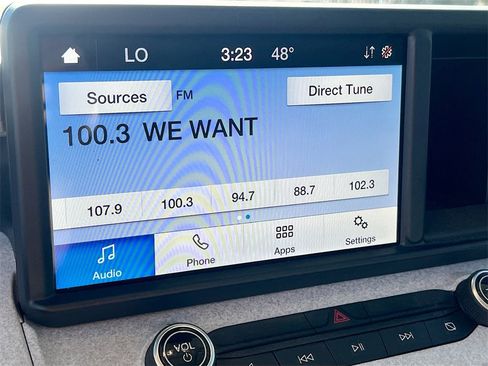 LO 3:23 48°
Sources FM Direct Tune
100.3 WE WANT
107.9 100.3 94.7 88.7 102.3
Audio Phone Apps Settings
VOL